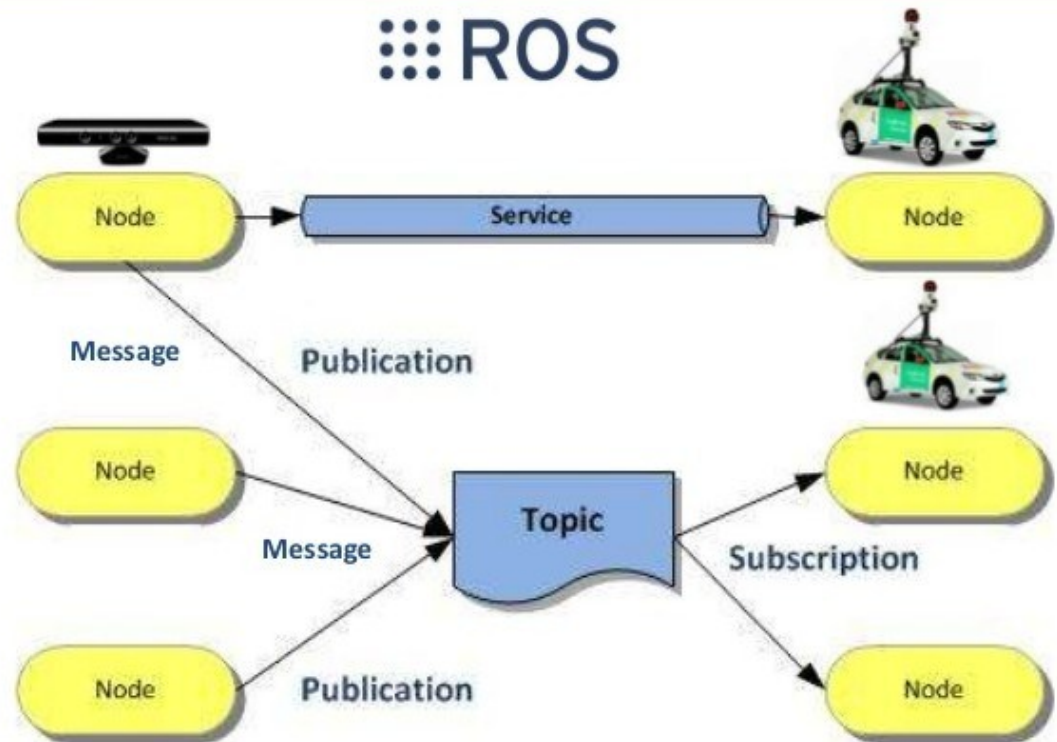 ROS
Node
Service
Node
Message
Publication
Node
Node
Topic
Message
Subscription
Node
Publication
Node